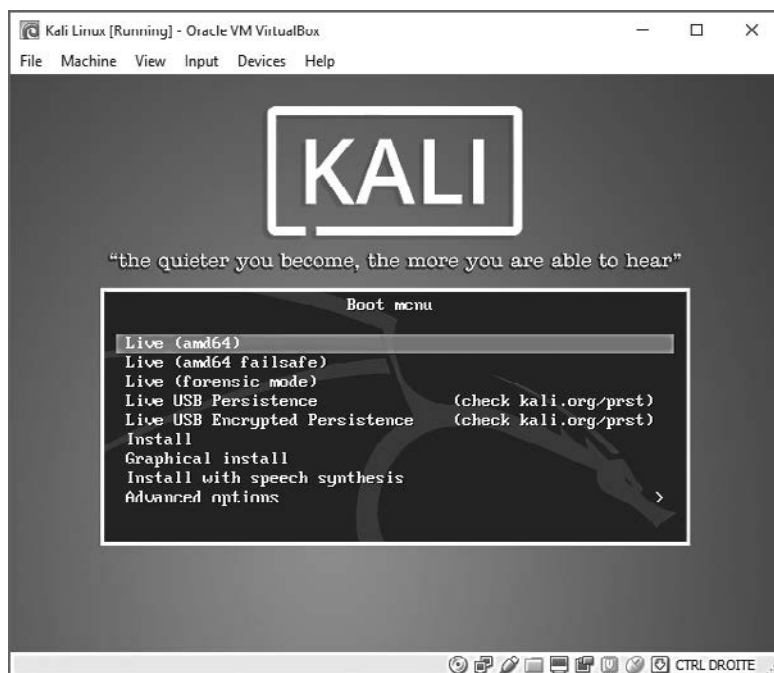 Kali Linux [Running] - Oracle VM VirtualBox
File Machine View Input Devices Help
KALI
“the quieter you become, the more you are able to hear”
Boot menu
Live (amd64)
Live (amd64 failsafe)
Live (forensic mode)
Live USB Persistence (check kali.org/prst)
Live USB Encrypted Persistence (check kali.org/prst)
Install
Graphical install
Install with speech synthesis
Advanced options >
CTRL DROITE